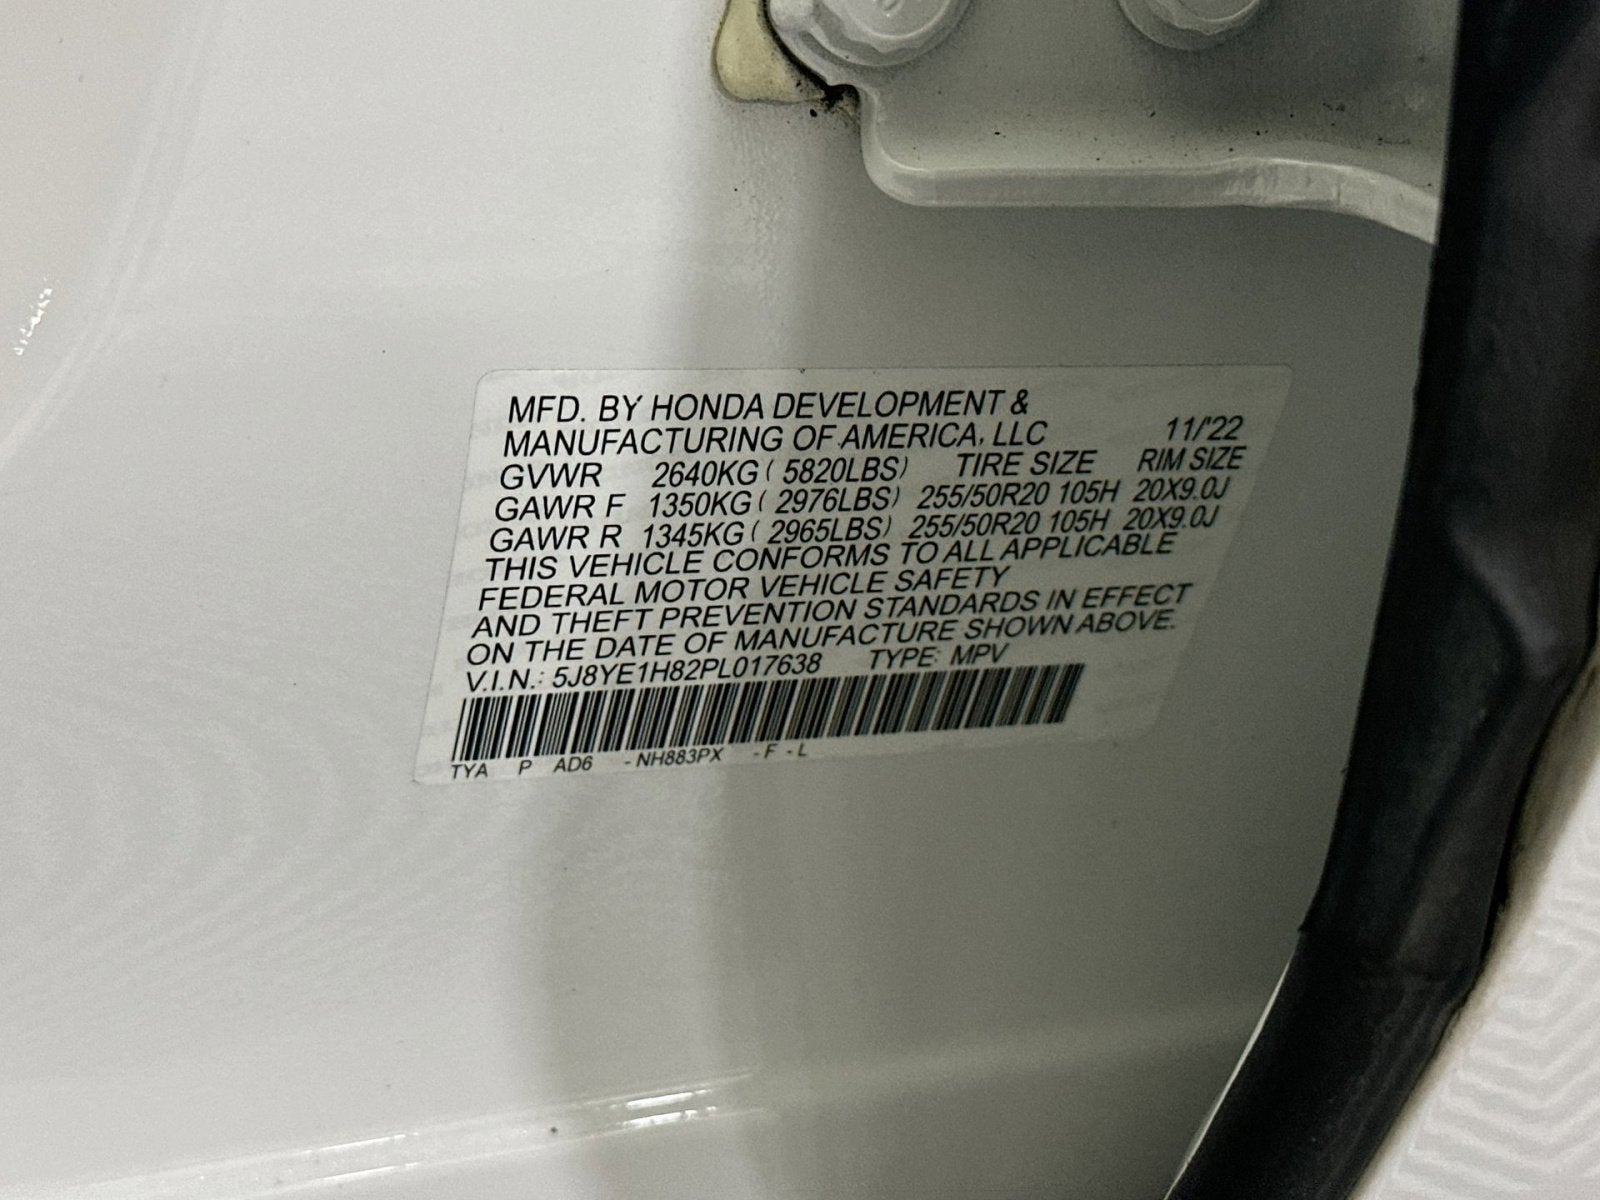 MFD. BY HONDA DEVELOPMENT &
MANUFACTURING OF AMERICA, LLC 11/'22
GVWR 2640KG ( 5820LBS) TIRE SIZE RIM SIZE
GAWR F 1350KG ( 2976LBS) 255/50R20 105H 20X9.0J
GAWR R 1345KG ( 2965LBS) 255/50R20 105H 20X9.0J
THIS VEHICLE CONFORMS TO ALL APPLICABLE
FEDERAL MOTOR VEHICLE SAFETY
AND THEFT PREVENTION STANDARDS IN EFFECT
ON THE DATE OF MANUFACTURE SHOWN ABOVE.
V.I.N.: 5J8YE1H82PL017638 TYPE: MPV
TYA P AD6 - NH883PX - F - L